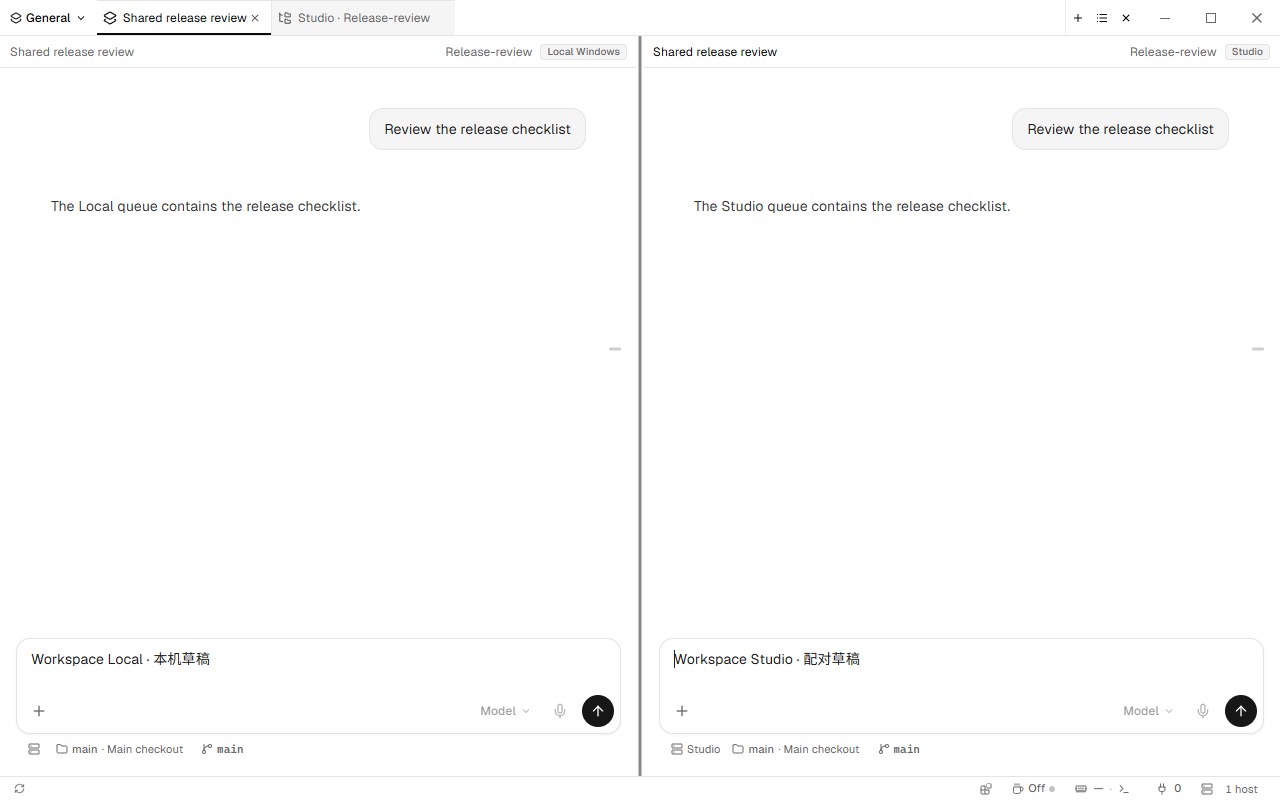 General
Shared release review
Studio · Release-review
Shared release review
Release-review
Local Windows
Review the release checklist
The Local queue contains the release checklist.
Workspace Local · 本机草稿
Model
main · Main checkout
main
Shared release review
Release-review
Studio
Review the release checklist
The Studio queue contains the release checklist.
Workspace Studio · 配对草稿
Model
Studio
main · Main checkout
main
Off
— ·
0
1 host